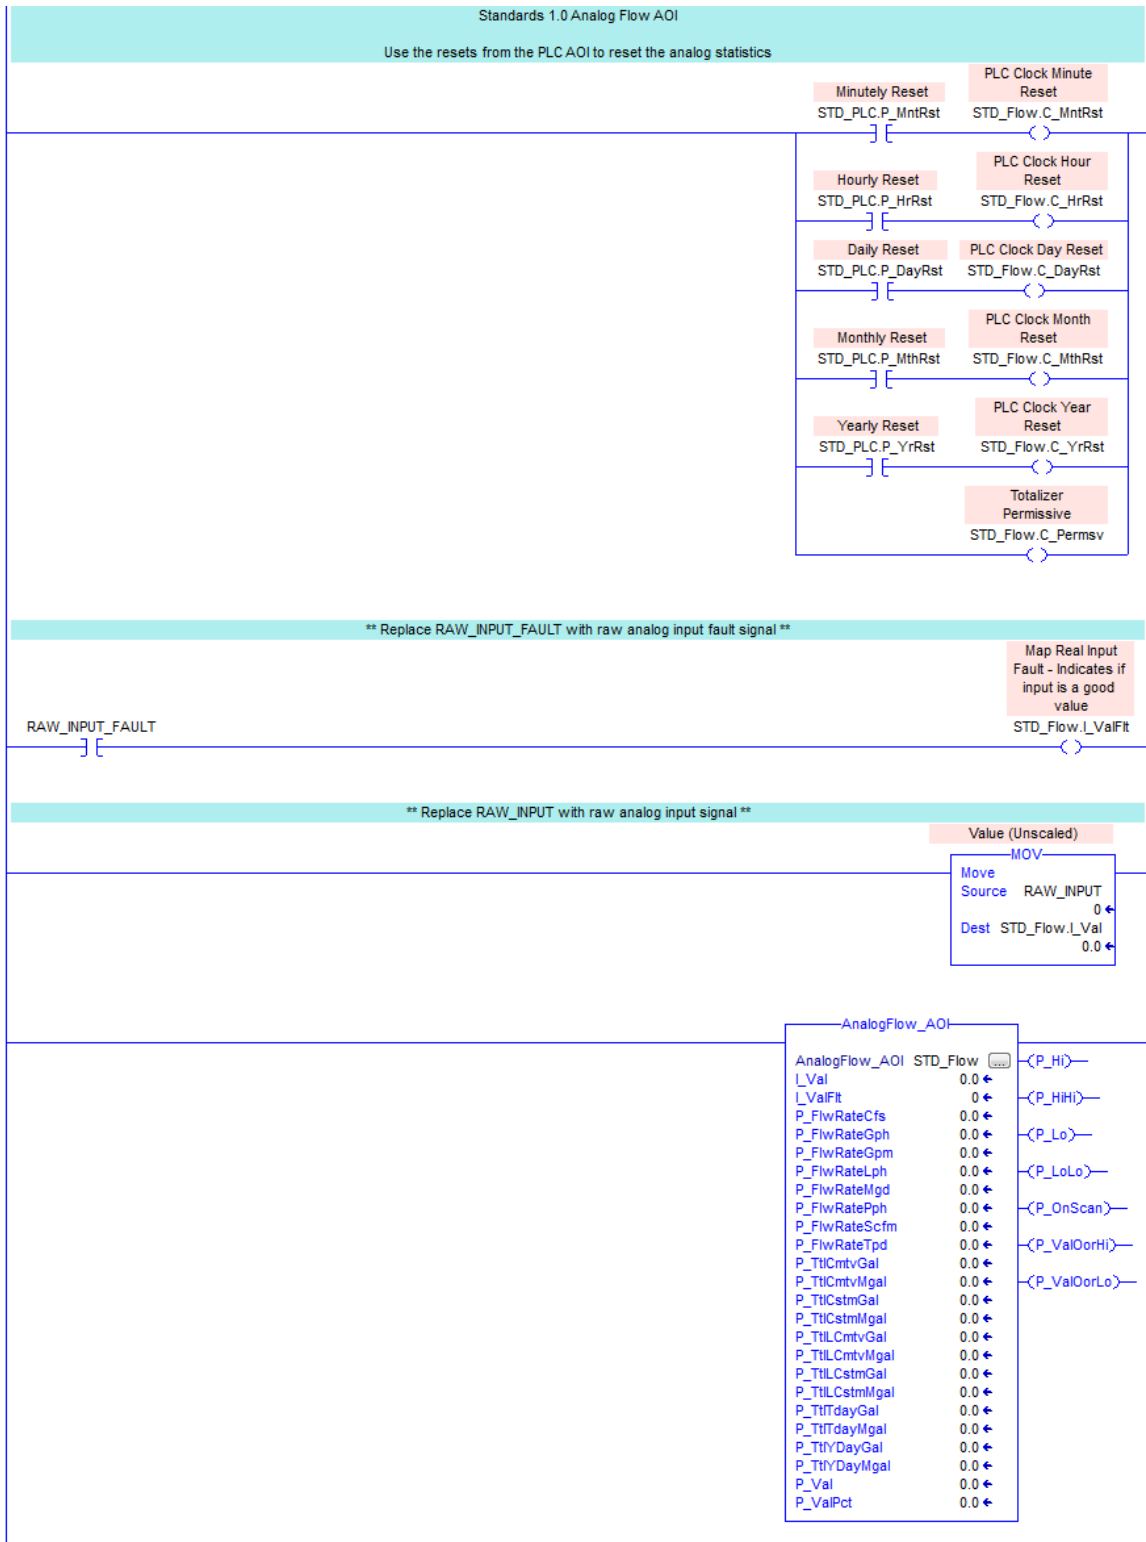 Standards 1.0 Analog Flow AOI
Use the resets from the PLC AOI to reset the analog statistics
Minutely Reset
STD_PLC.P_MntRst
PLC Clock Minute
Reset
STD_Flow.C_MntRst
Hourly Reset
STD_PLC.P_HrRst
PLC Clock Hour
Reset
STD_Flow.C_HrRst
Daily Reset
STD_PLC.P_DayRst
PLC Clock Day Reset
STD_Flow.C_DayRst
Monthly Reset
STD_PLC.P_MthRst
PLC Clock Month
Reset
STD_Flow.C_MthRst
Yearly Reset
STD_PLC.P_YrRst
PLC Clock Year
Reset
STD_Flow.C_YrRst
Totalizer
Permissive
STD_Flow.C_Permsv
** Replace RAW_INPUT_FAULT with raw analog input fault signal **
RAW_INPUT_FAULT
Map Real Input
Fault - Indicates if
input is a good
value
STD_Flow.I_ValFlt
** Replace RAW_INPUT with raw analog input signal **
Value (Unscaled)
MOV
Move
Source RAW_INPUT
0
Dest STD_Flow.I_Val
0.0
AnalogFlow_AOI
AnalogFlow_AOI STD_Flow ...
I_Val 0.0
I_ValFlt 0
P_FlwRateCfs 0.0
P_FlwRateGph 0.0
P_FlwRateGpm 0.0
P_FlwRateLph 0.0
P_FlwRateMgd 0.0
P_FlwRatePph 0.0
P_FlwRateScfm 0.0
P_FlwRateTpd 0.0
P_TtlCmtvGal 0.0
P_TtlCmtvMgal 0.0
P_TtlCstmGal 0.0
P_TtlCstmMgal 0.0
P_TtlLCmtvGal 0.0
P_TtlLCmtvMgal 0.0
P_TtlLCstmGal 0.0
P_TtlLCstmMgal 0.0
P_TtlTdayGal 0.0
P_TtlTdayMgal 0.0
P_TtlYDayGal 0.0
P_TtlYDayMgal 0.0
P_Val 0.0
P_ValPct 0.0
P_Hi
P_HiHi
P_Lo
P_LoLo
P_OnScan
P_ValOorHi
P_ValOorLo